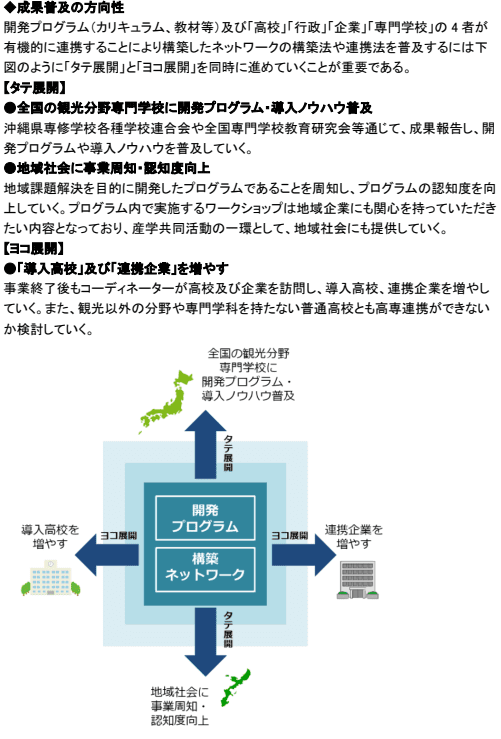 ◆成果普及の方向性
開発プログラム(カリキュラム、教材等)及び「高校」「行政」「企業」「専門学校」の 4 者が
有機的に連携することにより構築したネットワークの構築法や連携法を普及するには下
図のように「タテ展開」と「ヨコ展開」を同時に進めていくことが重要である。
【タテ展開】
●全国の観光分野専門学校に開発プログラム・導入ノウハウ普及
沖縄県専修学校各種学校連合会や全国専門学校教育研究会等通じて、成果報告し、開
発プログラムや導入ノウハウを普及していく。
●地域社会に事業周知・認知度向上
地域課題解決を目的に開発したプログラムであることを周知し、プログラムの認知度を向
上していく。プログラム内で実施するワークショップは地域企業にも関心を持っていただき
たい内容となっており、産学共同活動の一環として、地域社会にも提供していく。
【ヨコ展開】
●「導入高校」及び「連携企業」を増やす
事業終了後もコーディネーターが高校及び企業を訪問し、導入高校、連携企業を増やし
ていく。また、観光以外の分野や専門学科を持たない普通高校とも高専連携ができない
か検討していく。
全国の観光分野
専門学校に
開発プログラム・
導入ノウハウ普及
タテ展開
開発
プログラム
導入高校を
増やす
ヨコ展開
ヨコ展開
連携企業を
増やす
構築
ネットワーク
タテ展開
地域社会に
事業周知・
認知度向上